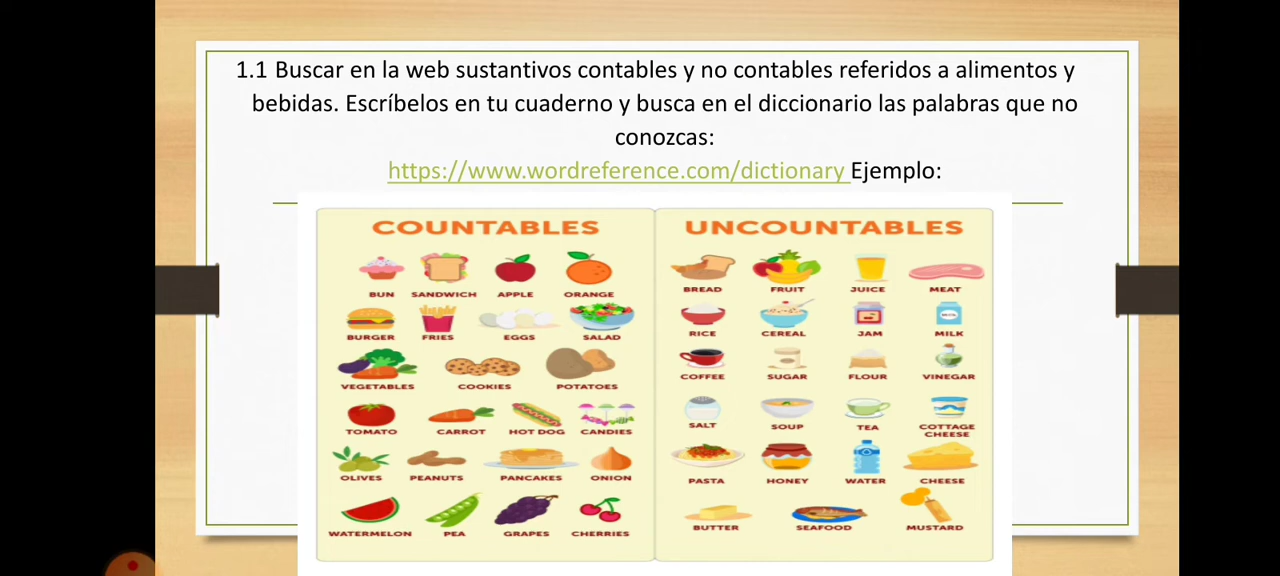 1.1 Buscar en la web sustantivos contables y no contables referidos a alimentos y
bebidas. Escríbelos en tu cuaderno y busca en el diccionario las palabras que no
conozcas:
https://www.wordreference.com/dictionary Ejemplo:
COUNTABLES
BUN SANDWICH APPLE ORANGE
BURGER FRIES EGGS SALAD
VEGETABLES COOKIES POTATOES
TOMATO CARROT HOT DOG CANDIES
OLIVES PEANUTS PANCAKES ONION
WATERMELON PEA GRAPES CHERRIES
UNCOUNTABLES
BREAD FRUIT JUICE MEAT
RICE CEREAL JAM MILK
COFFEE SUGAR FLOUR VINEGAR
SALT SOUP TEA COTTAGE
CHEESE
PASTA HONEY WATER CHEESE
BUTTER SEAFOOD MUSTARD